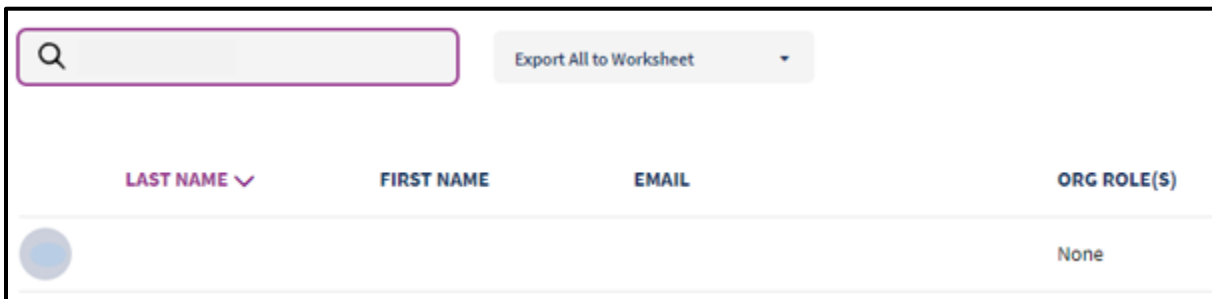 Export All to Worksheet
LAST NAME FIRST NAME EMAIL ORG ROLE(S)
None